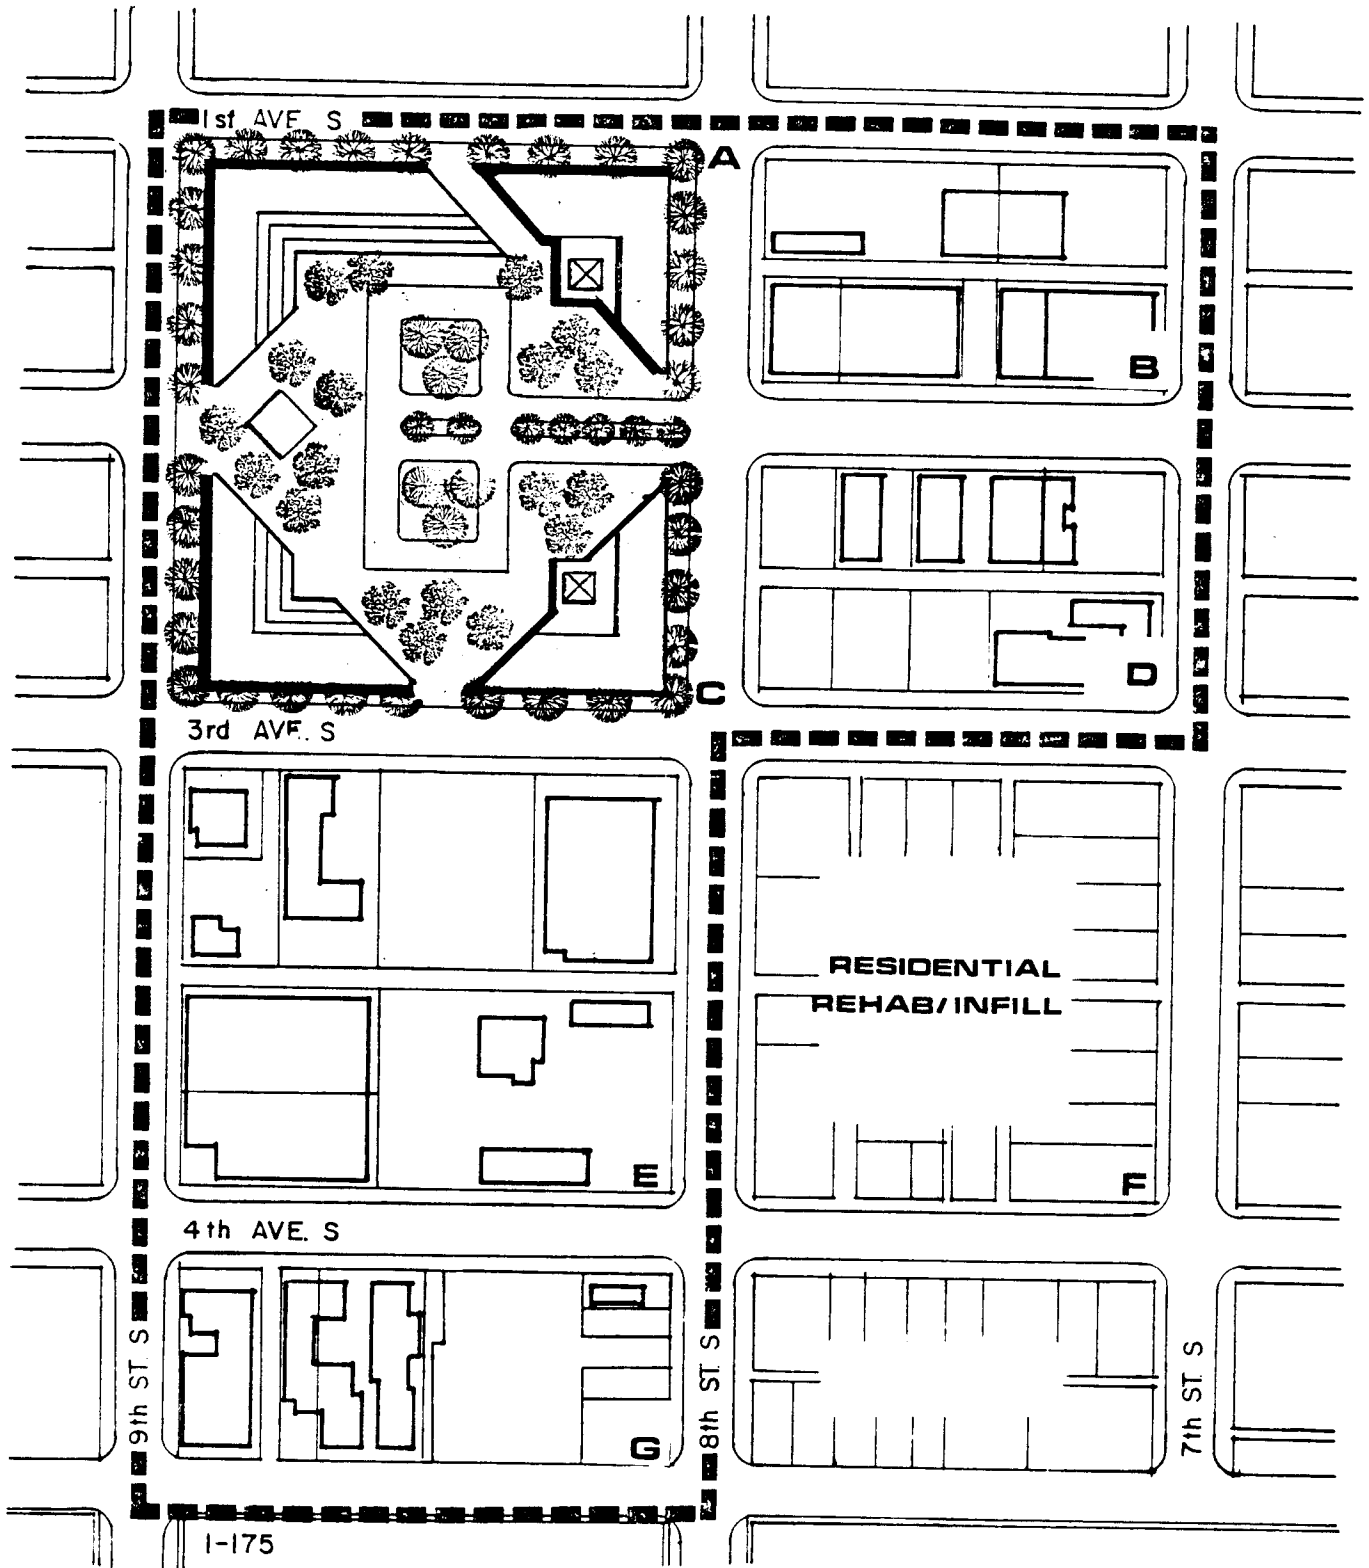 1st AVE S
A
B
D
C
3rd AVE. S
RESIDENTIAL
REHAB/INFILL
E
F
4th AVE. S
9th ST. S
8th ST. S
7th ST. S
G
I-175